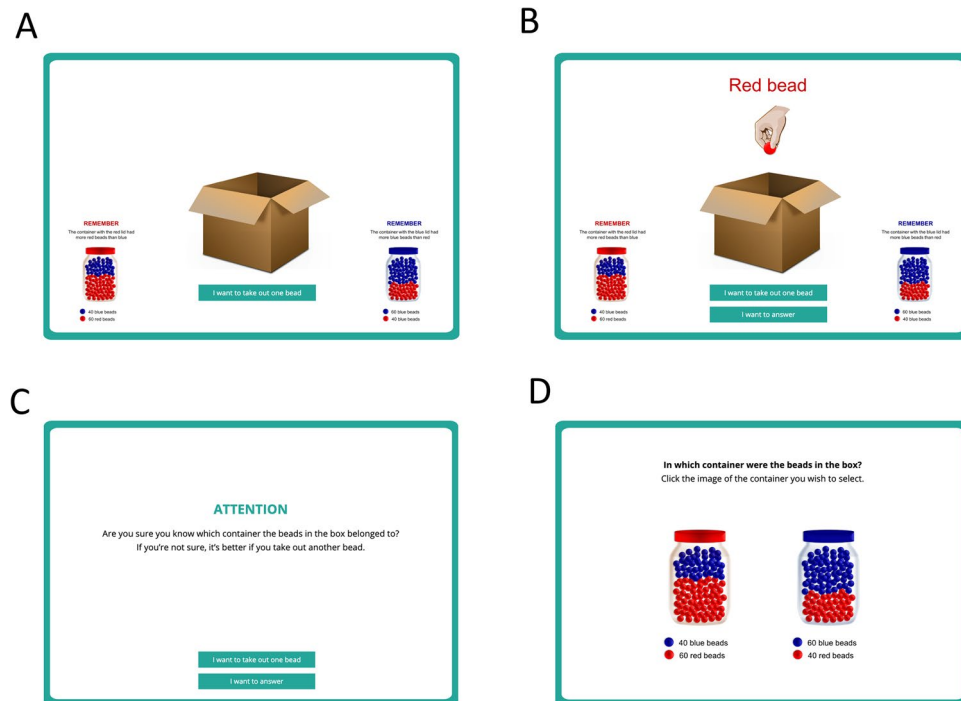 A
REMEMBER
The container with the red lid had
more red beads than blue
40 blue beads
60 red beads
I want to take out one bead
REMEMBER
The container with the blue lid had
more blue beads than red
60 blue beads
40 blue beads
B
Red bead
REMEMBER
The container with the red lid had
more red beads than blue
40 blue beads
60 red beads
I want to take out one bead
I want to answer
REMEMBER
The container with the blue lid had
more blue beads than red
60 blue beads
40 blue beads
C
ATTENTION
Are you sure you know which container the beads in the box belonged to?
If you're not sure, it's better if you take out another bead.
I want to take out one bead
I want to answer
D
In which container were the beads in the box?
Click the image of the container you wish to select.
40 blue beads
60 red beads
60 blue beads
40 red beads